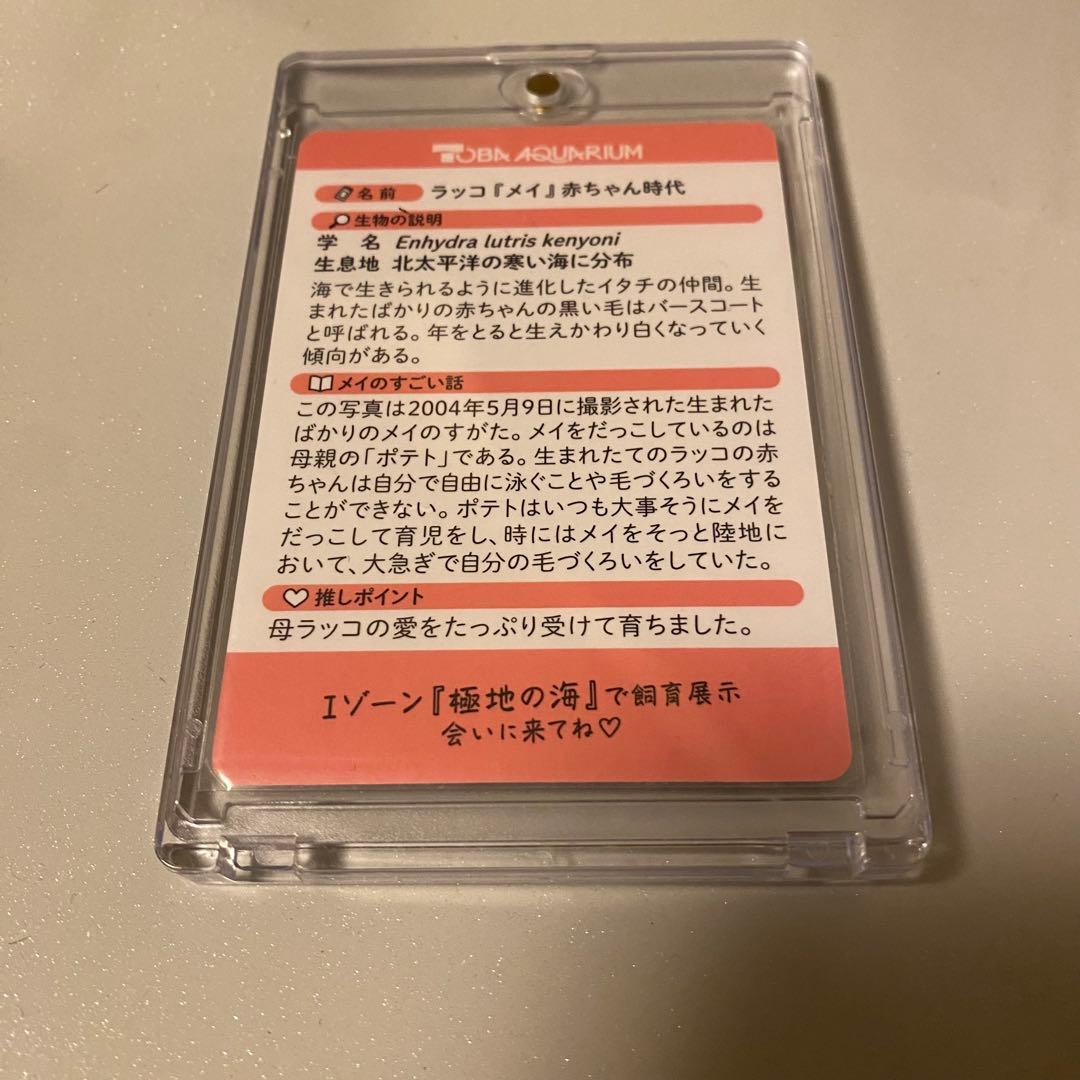 TOBA AQUARIUM
名前 ラッコ『メイ』赤ちゃん時代
生物の説明
学 名 Enhydra lutris kenyoni
生息地 北太平洋の寒い海に分布
海で生きられるように進化したイタチの仲間。生
まれたばかりの赤ちゃんの黒い毛はバースコート
と呼ばれる。年をとると生えかわり白くなっていく
傾向がある。
メイのすごい話
この写真は2004年5月9日に撮影された生まれた
ばかりのメイのすがた。メイをだっこしているのは
母親の「ポテト」である。生まれたてのラッコの赤
ちゃんは自分で自由に泳ぐことや毛づくろいをする
ことができない。ポテトはいつも大事そうにメイを
だっこして育児をし、時にはメイをそっと陸地に
おいて、大急ぎで自分の毛づくろいをしていた。
推しポイント
母ラッコの愛をたっぷり受けて育ちました。
Iゾーン『極地の海』で飼育展示
会いに来てね♡